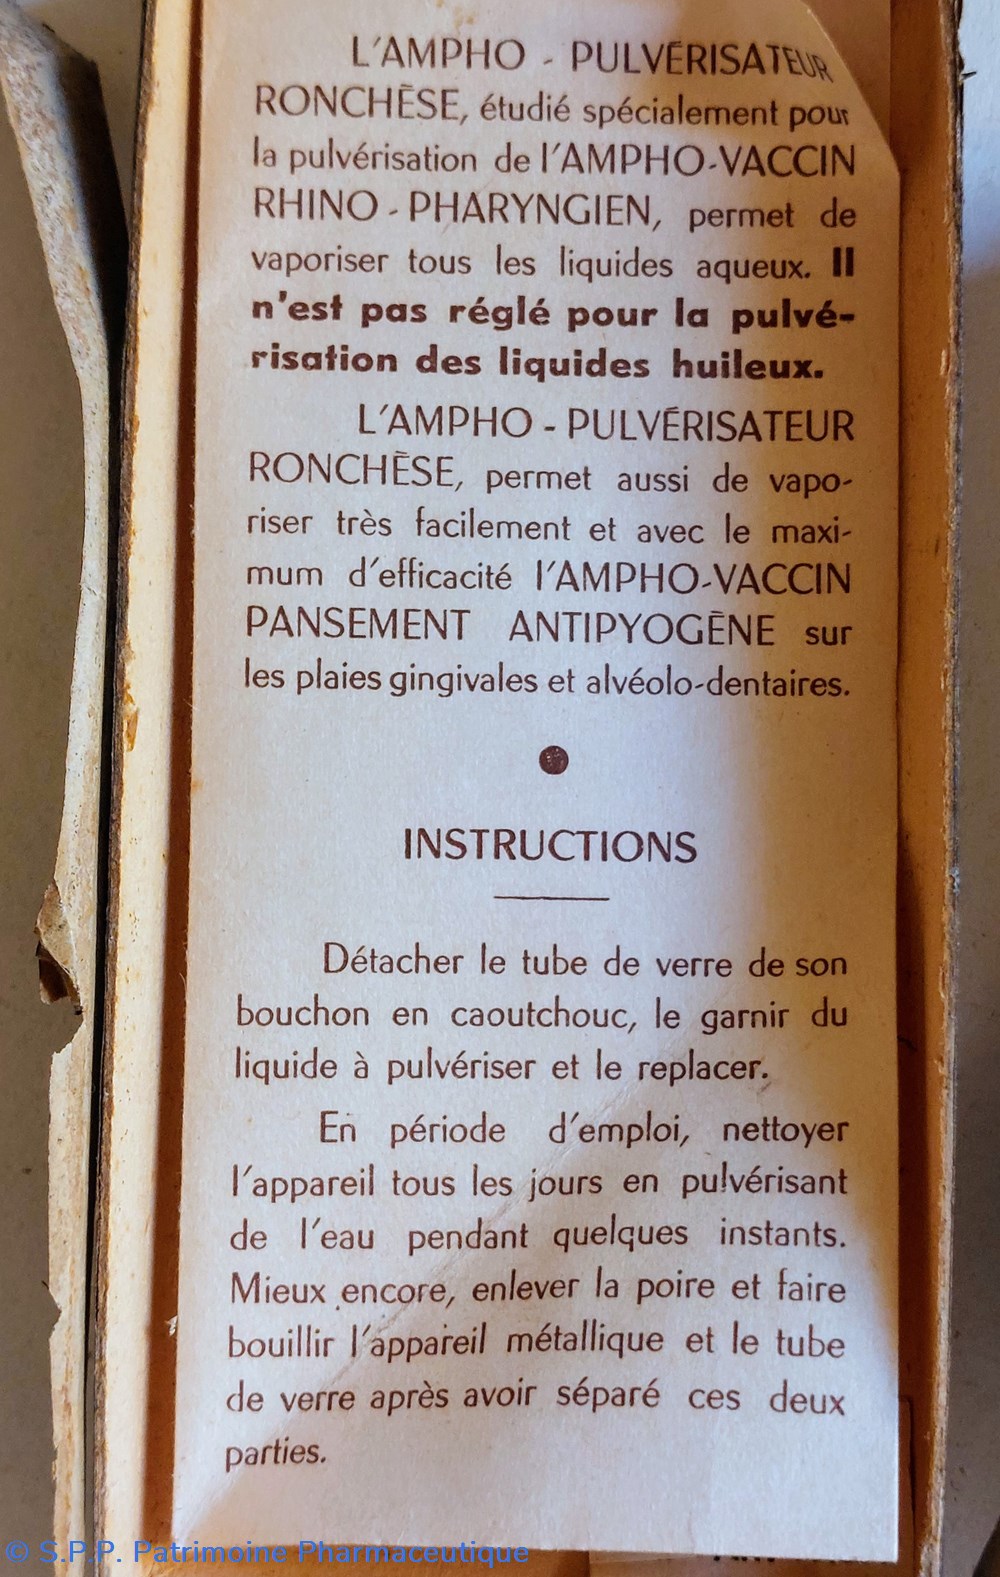 L'AMPHO - PULVÉRISATEUR
RONCHÈSE, étudié spécialement pour
la pulvérisation de l'AMPHO-VACCIN
RHINO - PHARYNGIEN, permet de
vaporiser tous les liquides aqueux. Il
n'est pas réglé pour la pulvé-
risation des liquides huileux.
L'AMPHO - PULVÉRISATEUR
RONCHÈSE, permet aussi de vapo-
riser très facilement et avec le maxi-
mum d'efficacité l'AMPHO-VACCIN
PANSEMENT ANTIPYOGÈNE sur
les plaies gingivales et alvéolo-dentaires.
INSTRUCTIONS
Détacher le tube de verre de son
bouchon en caoutchouc, le garnir du
liquide à pulvériser et le replacer.
En période d'emploi, nettoyer
l'appareil tous les jours en pulvérisant
de l'eau pendant quelques instants.
Mieux encore, enlever la poire et faire
bouillir l'appareil métallique et le tube
de verre après avoir séparé ces deux
parties.
© S.P.P. Patrimoine Pharmaceutique